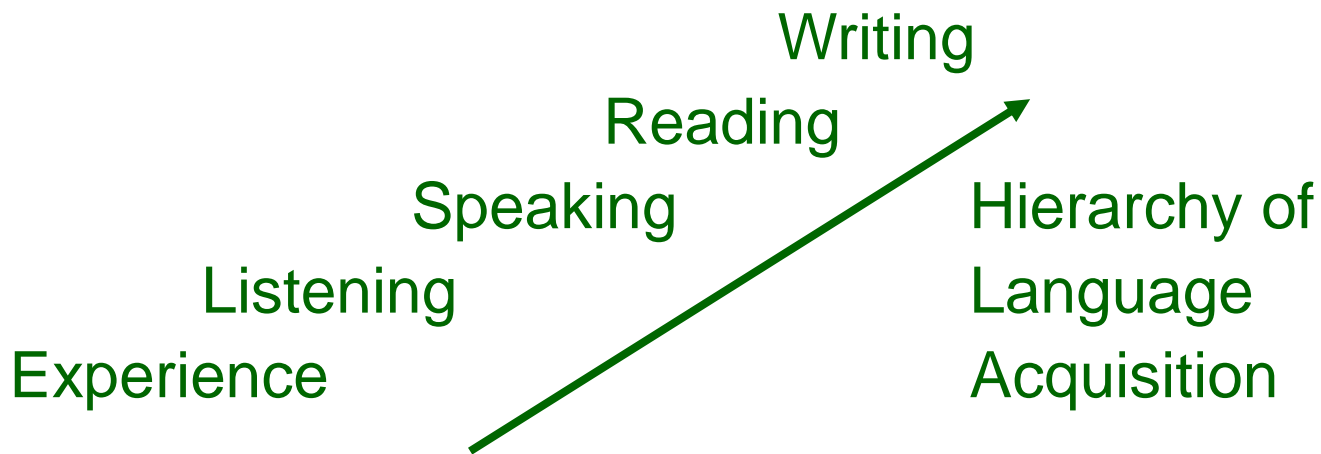 Writing
Reading
Speaking
Listening
Experience
Hierarchy of
Language
Acquisition